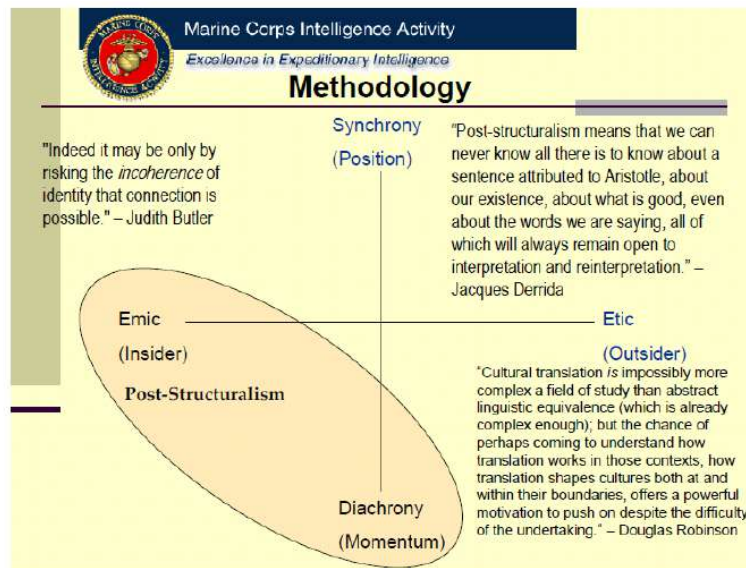 MARINE CORPS
INTELLIGENCE ACTIVITY
Marine Corps Intelligence Activity
Excellence in Expeditionary Intelligence
Methodology
"Indeed it may be only by
risking the incoherence of
identity that connection is
possible." – Judith Butler
Synchrony
(Position)
"Post-structuralism means that we can
never know all there is to know about a
sentence attributed to Aristotle, about
our existence, about what is good, even
about the words we are saying, all of
which will always remain open to
interpretation and reinterpretation." –
Jacques Derrida
Emic
(Insider)
Post-Structuralism
Etic
(Outsider)
"Cultural translation is impossibly more
complex a field of study than abstract
linguistic equivalence (which is already
complex enough); but the chance of
perhaps coming to understand how
translation works in those contexts, how
translation shapes cultures both at and
within their boundaries, offers a powerful
motivation to push on despite the difficulty
of the undertaking." – Douglas Robinson
Diachrony
(Momentum)